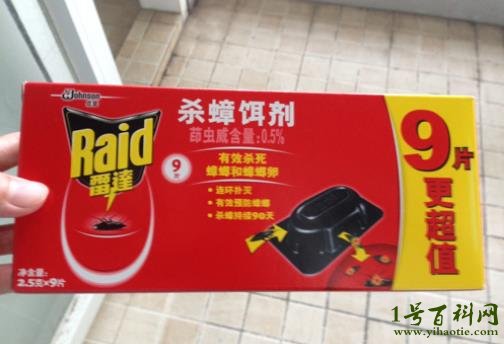 Johnson
庄臣
Raid
雷達
杀蟑饵剂
茚虫威含量:0.5%
9
片
有效杀死
蟑螂和蟑螂卵
• 连环扑灭
• 有效预防蟑螂
• 杀蟑持续90天
净含量:
2.5克×9片
9片
更超值
1号百科网
www.yihaotie.com